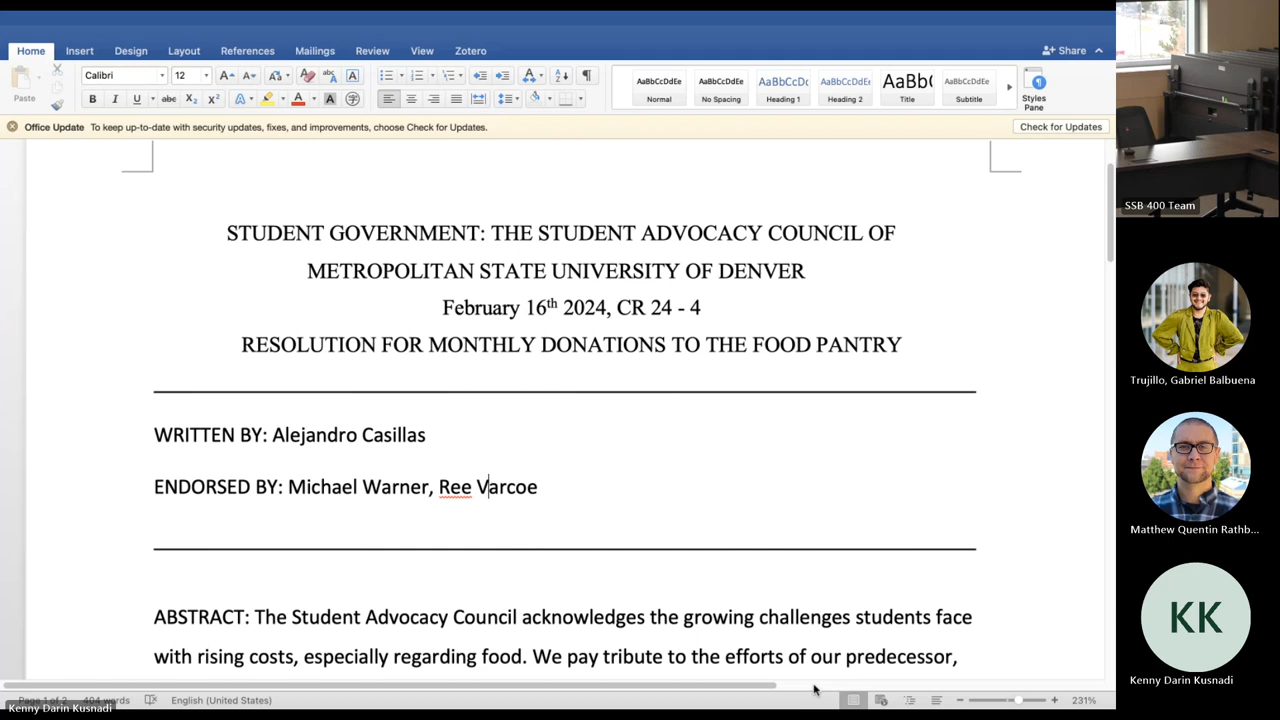 Home Insert Design Layout References Mailings Review View Zotero Share
Calibri 12
Paste
AaBbCcDdEe AaBbCcDdEe AaBbCcDc AaBbCcDdEe AaBb( AaBbCcDdEe
Normal No Spacing Heading 1 Heading 2 Title Subtitle Styles Pane
Office Update To keep up-to-date with security updates, fixes, and improvements, choose Check for Updates. Check for Updates
STUDENT GOVERNMENT: THE STUDENT ADVOCACY COUNCIL OF
METROPOLITAN STATE UNIVERSITY OF DENVER
February 16th 2024, CR 24 - 4
RESOLUTION FOR MONTHLY DONATIONS TO THE FOOD PANTRY
WRITTEN BY: Alejandro Casillas
ENDORSED BY: Michael Warner, Ree Varcoe
ABSTRACT: The Student Advocacy Council acknowledges the growing challenges students face
with rising costs, especially regarding food. We pay tribute to the efforts of our predecessor,
Page 1 of 2 404 words English (United States) 231%
Kenny Darin Kusnadi
SSB 400 Team
Trujillo, Gabriel Balbuena
Matthew Quentin Rathb...
KK
Kenny Darin Kusnadi